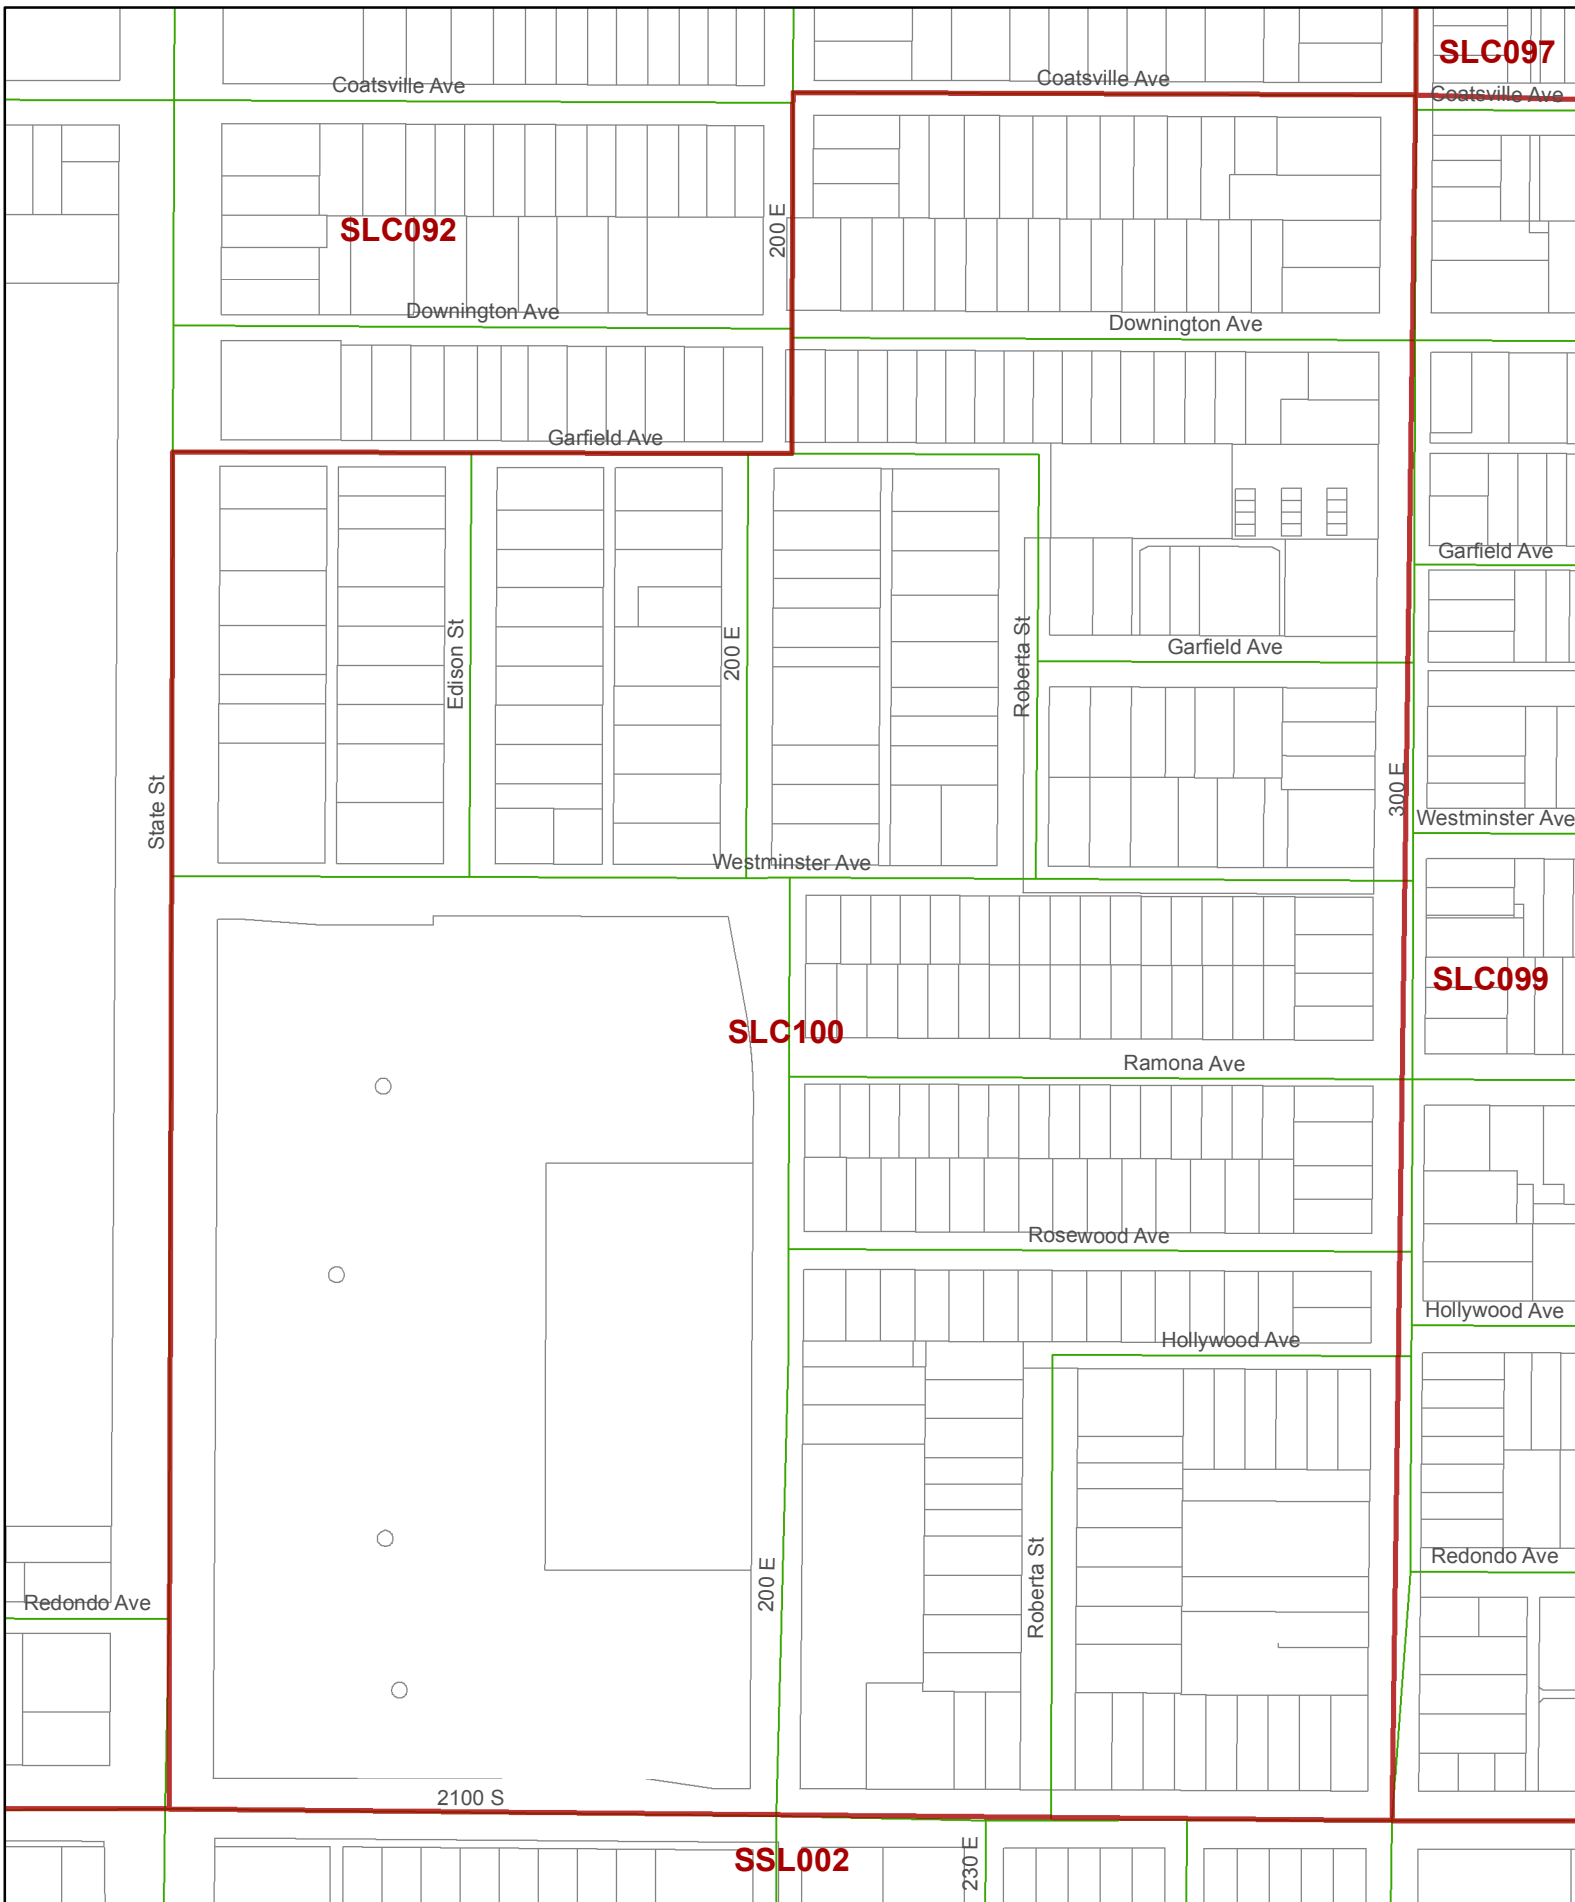 SLC097
Coatsville Ave
Coatsville Ave
Coatsville Ave
SLC092
200 E
Downington Ave
Downington Ave
Garfield Ave
Garfield Ave
Edison St
200 E
Roberta St
Garfield Ave
State St
300 E
Westminster Ave
Westminster Ave
SLC099
SLC100
Ramona Ave
Rosewood Ave
Hollywood Ave
Hollywood Ave
Redondo Ave
Redondo Ave
200 E
Roberta St
2100 S
SSL002
230 E